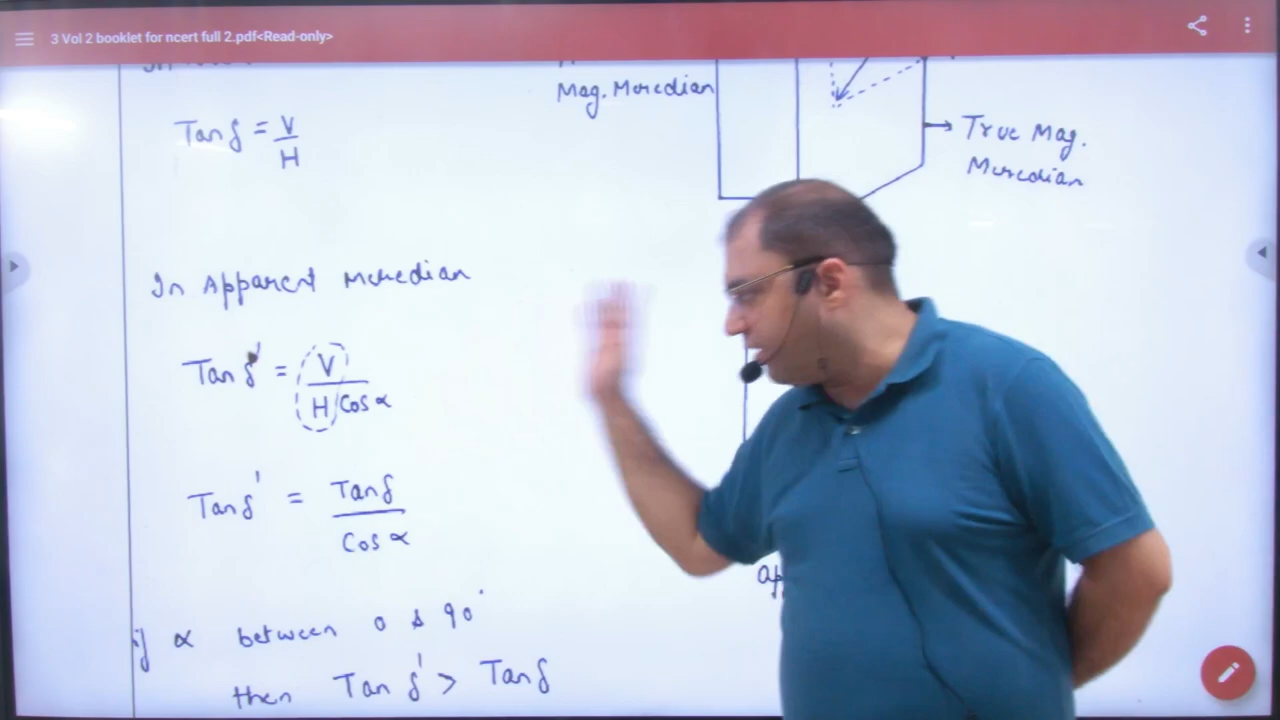 3 Vol 2 booklet for ncert full 2.pdf<Read-only>
Mag. Meredian
Tan δ = V/H
True Mag.
Meredian
In Apparent Meredian
Tan δ' = V/H Cos α
Tan δ' = Tan δ/Cos α
if α between 0 & 90°
then Tan δ' > Tan δ